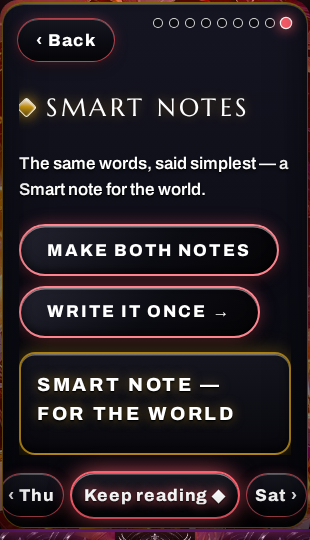 ‹ Back
SMART NOTES
The same words, said simplest — a
Smart note for the world.
MAKE BOTH NOTES
WRITE IT ONCE →
SMART NOTE —
FOR THE WORLD
‹ Thu
Keep reading ◆
Sat ›